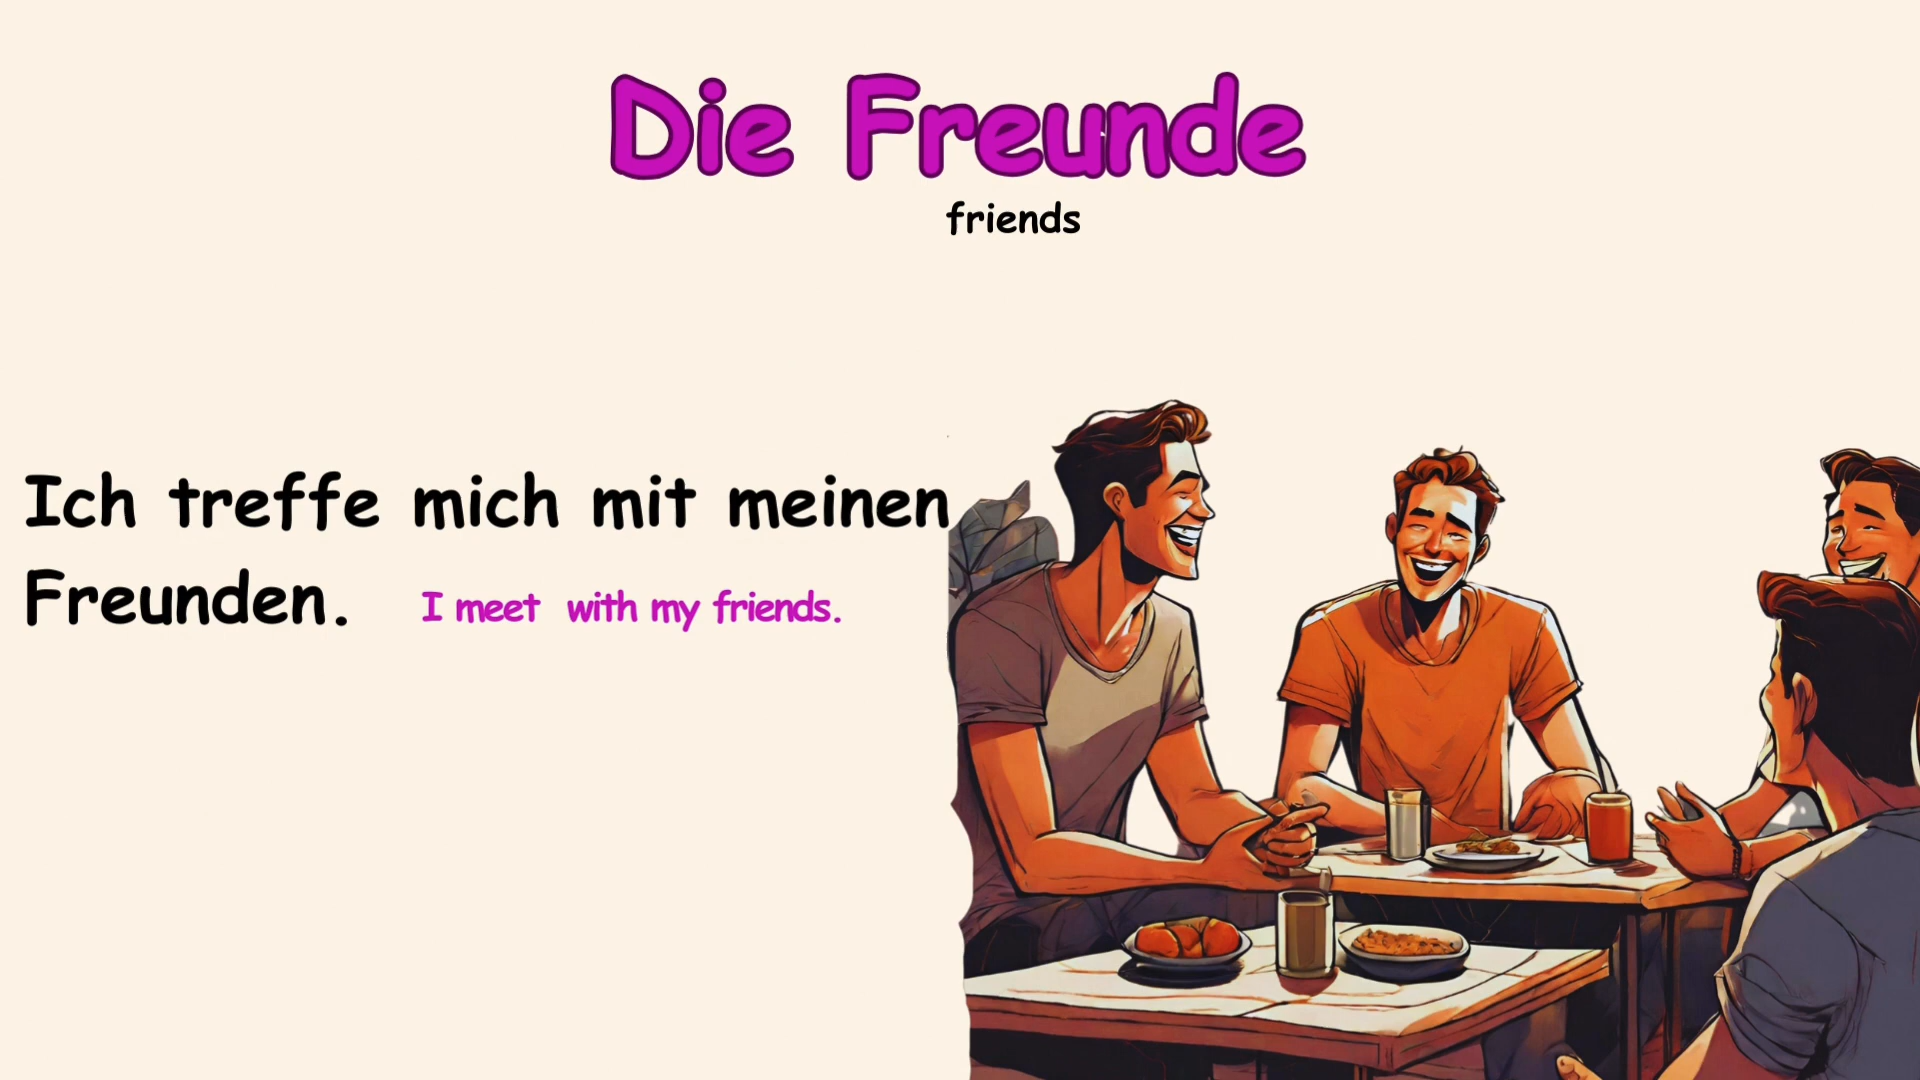 Die Freunde
friends
Ich treffe mich mit meinen
Freunden. I meet with my friends.